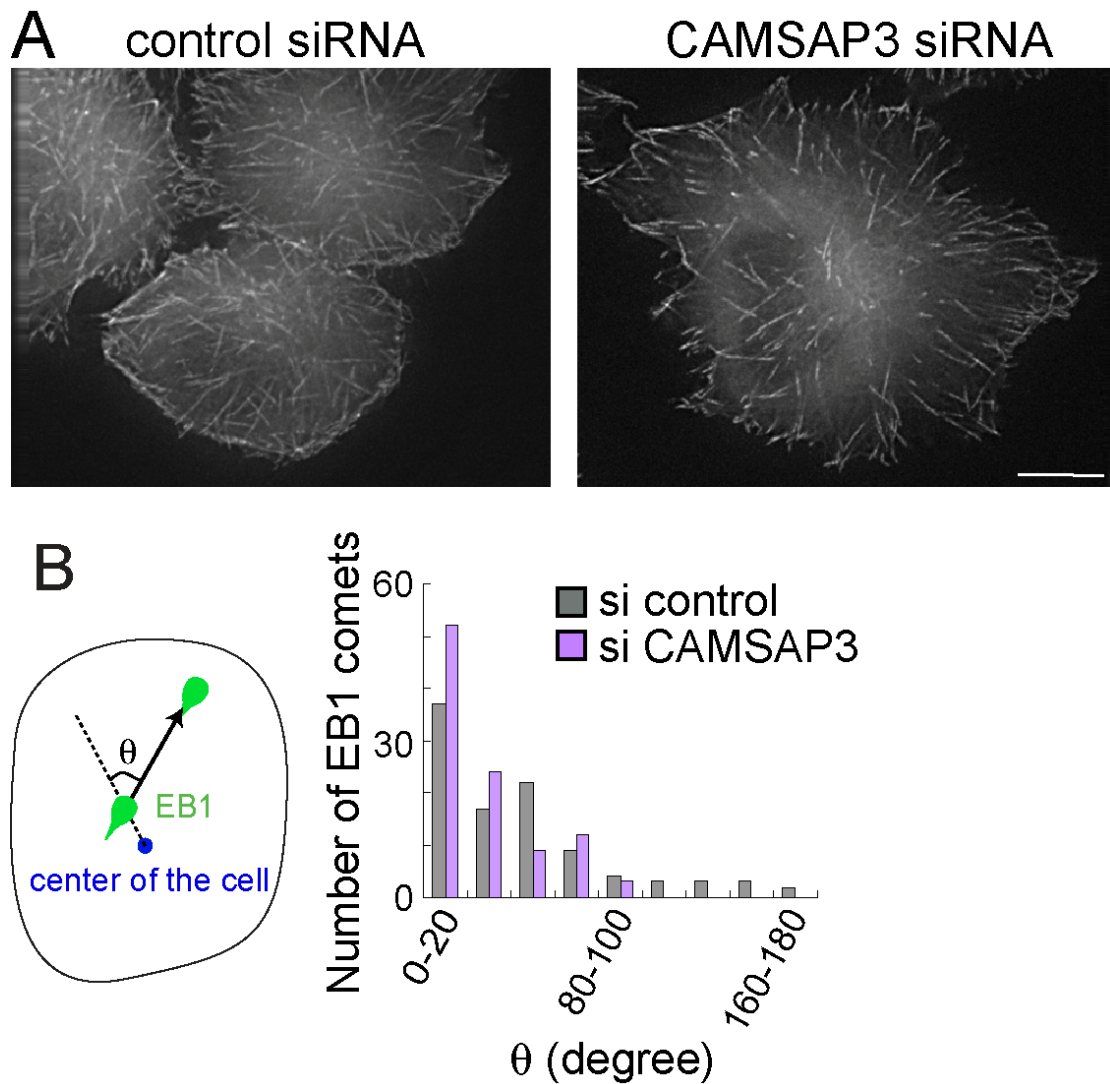 A
control siRNA
CAMSAP3 siRNA
B
θ
EB1
center of the cell
Number of EB1 comets
60
30
0
si control
si CAMSAP3
0-20
80-100
160-180
θ (degree)